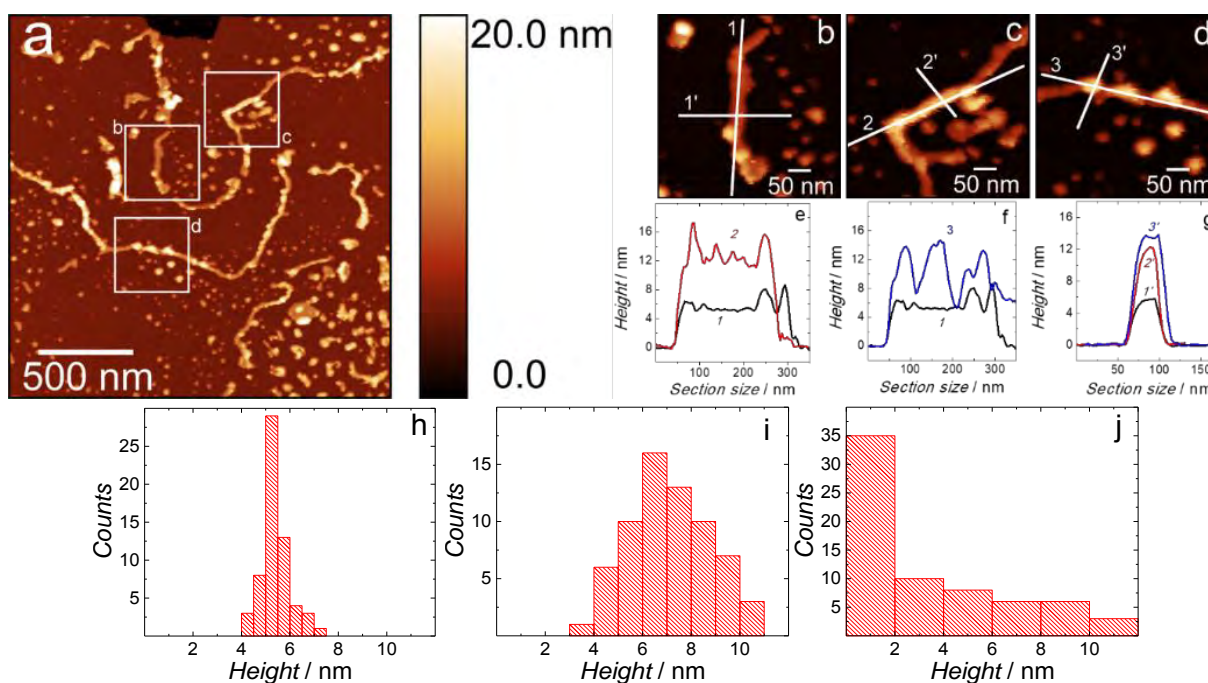 a
b
c
d
500 nm
20.0 nm
0.0
b
1
1'
50 nm
c
2'
2
50 nm
d
3'
3
50 nm
e
16
12
8
4
0
Height / nm
2
1
100 200 300
Section size / nm
f
16
12
8
4
0
Height / nm
3
1
100 200 300
Section size / nm
g
16
12
8
4
0
Height / nm
3'
2'
1'
50 100 150
Section size / nm
h
25
20
15
10
5
Counts
2 4 6 8 10
Height / nm
i
15
10
5
Counts
2 4 6 8 10
Height / nm
j
35
30
25
20
15
10
5
Counts
2 4 6 8 10
Height / nm